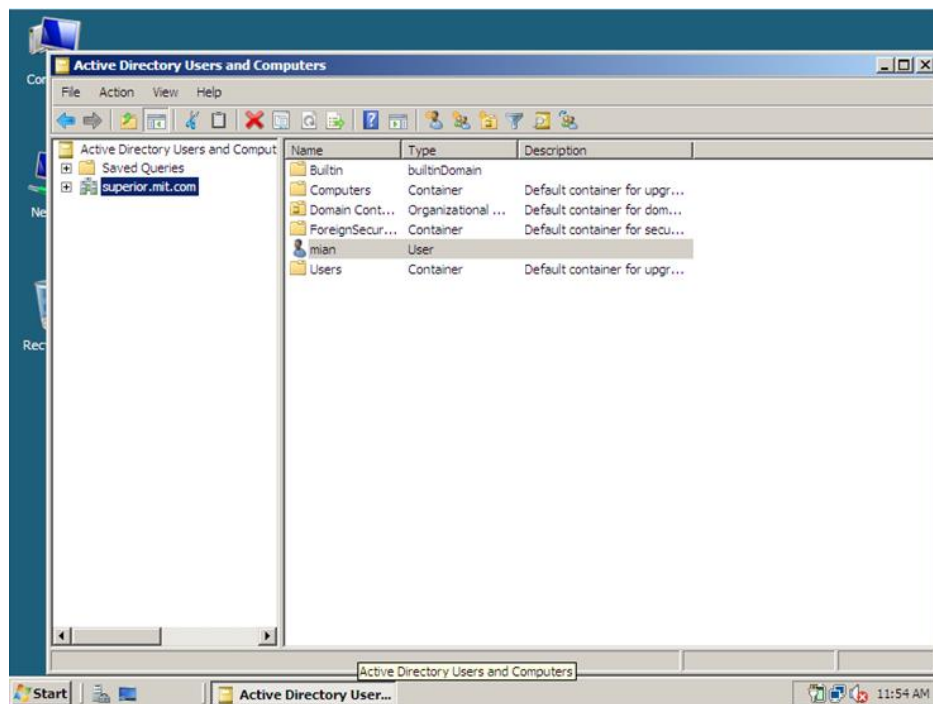 Active Directory Users and Computers
Com
File Action View Help
Active Directory Users and Comput
Saved Queries
superior.mit.com
Name Type Description
Builtin builtinDomain
Computers Container Default container for upgr...
Domain Cont... Organizational ... Default container for dom...
ForeignSecur... Container Default container for secu...
mian User
Users Container Default container for upgr...
Ne
Rec
Active Directory Users and Computers
Start Active Directory User... 11:54 AM